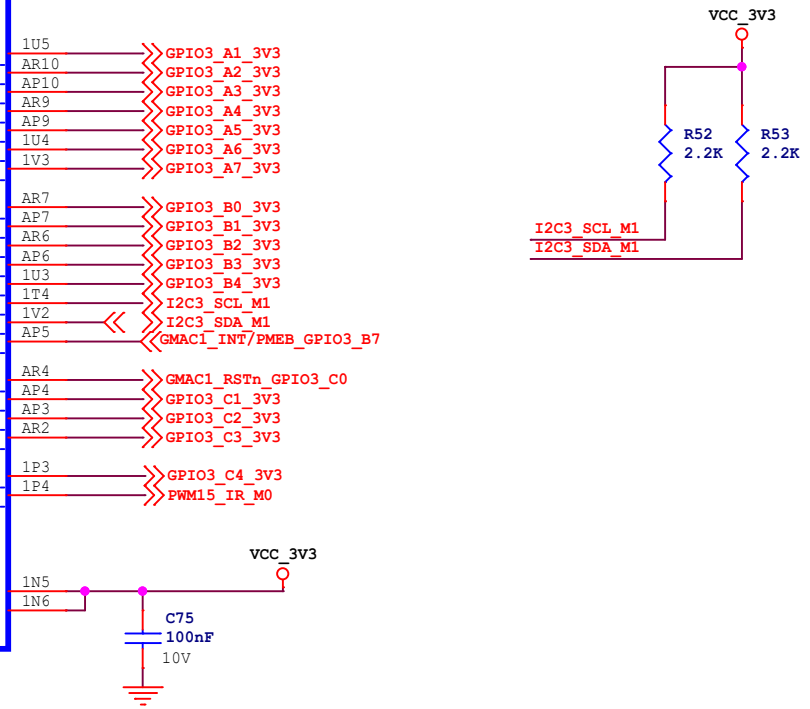 VCC_3V3
1U5 GPIO3_A1_3V3
AR10 GPIO3_A2_3V3
AP10 GPIO3_A3_3V3
AR9 GPIO3_A4_3V3
AP9 GPIO3_A5_3V3
1U4 GPIO3_A6_3V3
1V3 GPIO3_A7_3V3
R52 R53
2.2K 2.2K
AR7 GPIO3_B0_3V3
AP7 GPIO3_B1_3V3
AR6 GPIO3_B2_3V3
AP6 GPIO3_B3_3V3
1U3 GPIO3_B4_3V3
1T4 I2C3_SCL_M1
1V2 I2C3_SDA_M1
AP5 GMAC1_INT/PMEB_GPIO3_B7
I2C3_SCL_M1
I2C3_SDA_M1
AR4 GMAC1_RSTn_GPIO3_C0
AP4 GPIO3_C1_3V3
AP3 GPIO3_C2_3V3
AR2 GPIO3_C3_3V3
1P3 GPIO3_C4_3V3
1P4 PWM15_IR_M0
VCC_3V3
1N5
1N6
C75
100nF
10V